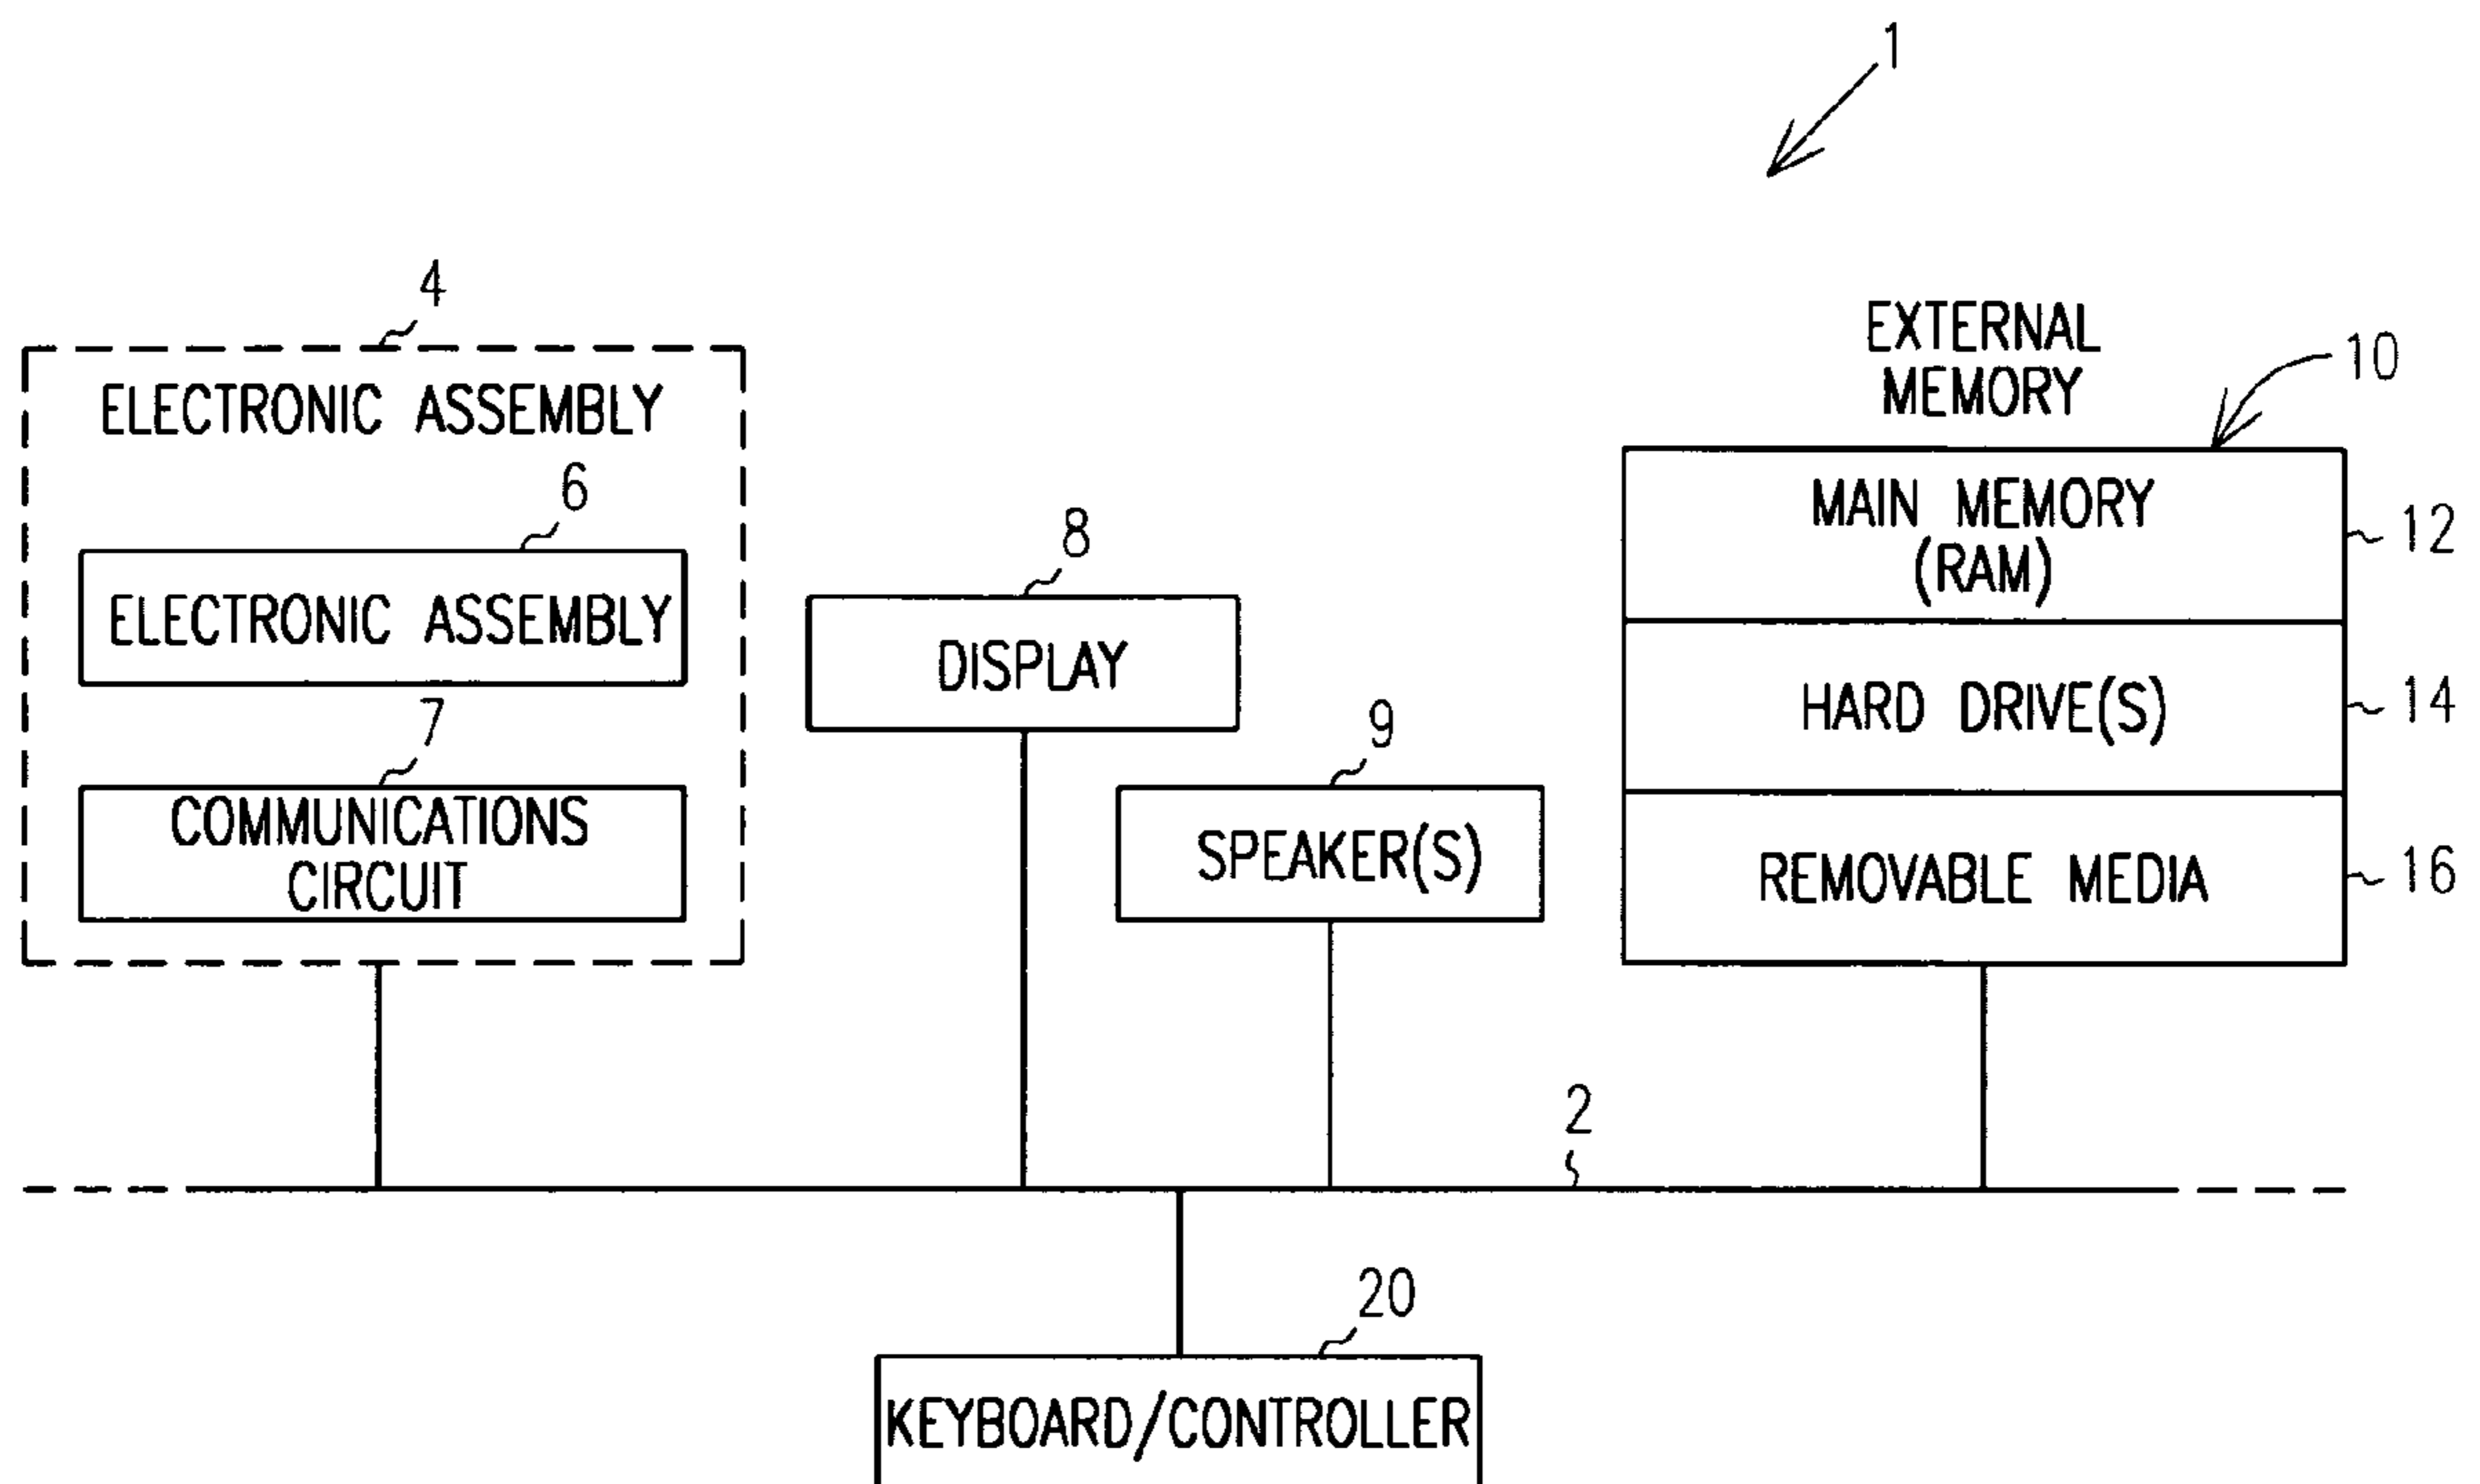 1
4
ELECTRONIC ASSEMBLY
6
ELECTRONIC ASSEMBLY
7
COMMUNICATIONS
CIRCUIT
8
DISPLAY
9
SPEAKER(S)
EXTERNAL
MEMORY
10
MAIN MEMORY
(RAM)
12
HARD DRIVE(S)
14
REMOVABLE MEDIA
16
2
20
KEYBOARD/CONTROLLER